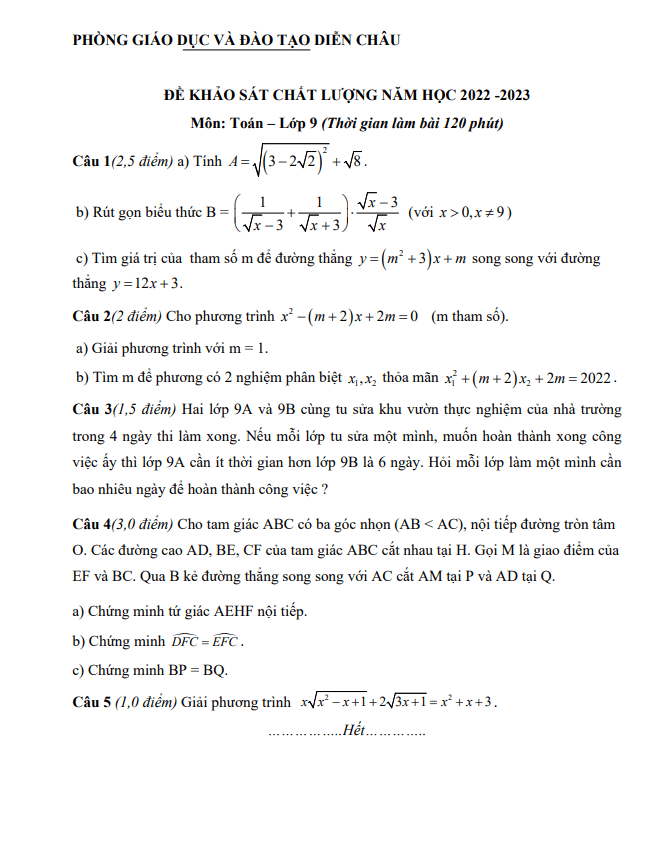 PHÒNG GIÁO DỤC VÀ ĐÀO TẠO DIỄN CHÂU
ĐỀ KHẢO SÁT CHẤT LƯỢNG NĂM HỌC 2022 -2023
Môn: Toán – Lớp 9 (Thời gian làm bài 120 phút)
Câu 1(2,5 điểm) a) Tính $A=\sqrt{(3-2\sqrt{2})^2}+\sqrt{8}$.
b) Rút gọn biểu thức B = $\left(\frac{1}{\sqrt{x}-3}+\frac{1}{\sqrt{x}+3}\right)\cdot\frac{\sqrt{x}-3}{\sqrt{x}}$ (với $x>0, x\neq 9$)
c) Tìm giá trị của tham số m để đường thẳng $y=(m^2+3)x+m$ song song với đường
thẳng $y=12x+3$.
Câu 2(2 điểm) Cho phương trình $x^2-(m+2)x+2m=0$ (m tham số).
a) Giải phương trình với m = 1.
b) Tìm m để phương có 2 nghiệm phân biệt $x_1, x_2$ thỏa mãn $x_1^2+(m+2)x_2+2m=2022$.
Câu 3(1,5 điểm) Hai lớp 9A và 9B cùng tu sửa khu vườn thực nghiệm của nhà trường
trong 4 ngày thi làm xong. Nếu mỗi lớp tu sửa một mình, muốn hoàn thành xong công
việc ấy thì lớp 9A cần ít thời gian hơn lớp 9B là 6 ngày. Hỏi mỗi lớp làm một mình cần
bao nhiêu ngày để hoàn thành công việc ?
Câu 4(3,0 điểm) Cho tam giác ABC có ba góc nhọn (AB < AC), nội tiếp đường tròn tâm
O. Các đường cao AD, BE, CF của tam giác ABC cắt nhau tại H. Gọi M là giao điểm của
EF và BC. Qua B kẻ đường thẳng song song với AC cắt AM tại P và AD tại Q.
a) Chứng minh tứ giác AEHF nội tiếp.
b) Chứng minh $\widehat{DFC}=\widehat{EFC}$.
c) Chứng minh BP = BQ.
Câu 5 (1,0 điểm) Giải phương trình $x\sqrt{x^2-x+1}+2\sqrt{3x+1}=x^2+x+3$.
……………..Hết…………..